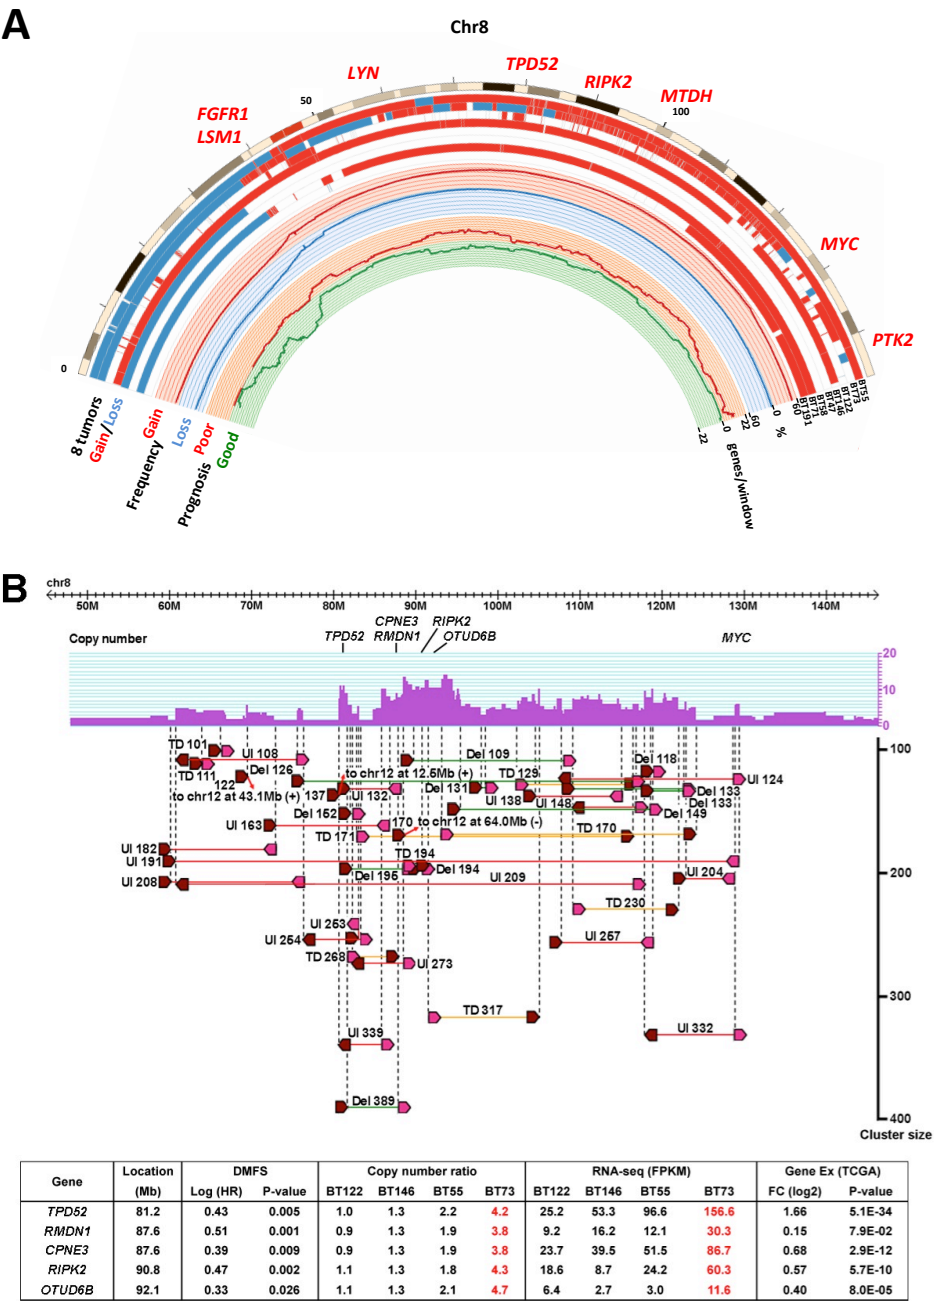 A
Chr8
TPD52
LYN
RIPK2
50
MTDH
FGFR1
100
LSM1
MYC
PTK2
0
8 tumors
Gain/Loss
Frequency
Gain
Loss
Prognosis
Poor
Good
22
0
genes/window
22
60
0
%
60
BT191
BT71
BT58
BT47
BT146
BT122
BT73
BT55
B
chr8
50M 60M 70M 80M 90M 100M 110M 120M 130M 140M
CPNE3 RIPK2
Copy number TPD52 RMDN1 OTUD6B MYC
20
10
0
TD 101
UI 108 Del 109 Del 118
100
TD 111 Del 126 to chr12 at 12.5Mb (+) TD 129 UI 124
122 137 UI 132 Del 131 Del 133
to chr12 at 43.1Mb (+) UI 138 UI 148 Del 133
Del 152 Del 149
UI 163 170 to chr12 at 64.0Mb (-)
TD 171 TD 170
UI 182 TD 194
UI 191 Del 195 Del 194 UI 204
200
UI 208 UI 209
TD 230
UI 253
UI 254 UI 257
TD 268 UI 273
300
TD 317
UI 339 UI 332
Del 389
400
Cluster size
Gene Location DMFS Copy number ratio RNA-seq (FPKM) Gene Ex (TCGA)
(Mb) Log (HR) P-value BT122 BT146 BT55 BT73 BT122 BT146 BT55 BT73 FC (log2) P-value
TPD52 81.2 0.43 0.005 1.0 1.3 2.2 4.2 25.2 53.3 96.6 156.6 1.66 5.1E-34
RMDN1 87.6 0.51 0.001 0.9 1.3 1.9 3.8 9.2 16.2 12.1 30.3 0.15 7.9E-02
CPNE3 87.6 0.39 0.009 0.9 1.3 1.9 3.8 23.7 39.5 51.5 86.7 0.68 2.9E-12
RIPK2 90.8 0.47 0.002 1.1 1.3 1.8 4.3 18.6 8.7 24.2 60.3 0.57 5.7E-10
OTUD6B 92.1 0.33 0.026 1.1 1.3 2.1 4.7 6.4 2.7 3.0 11.6 0.40 8.0E-05